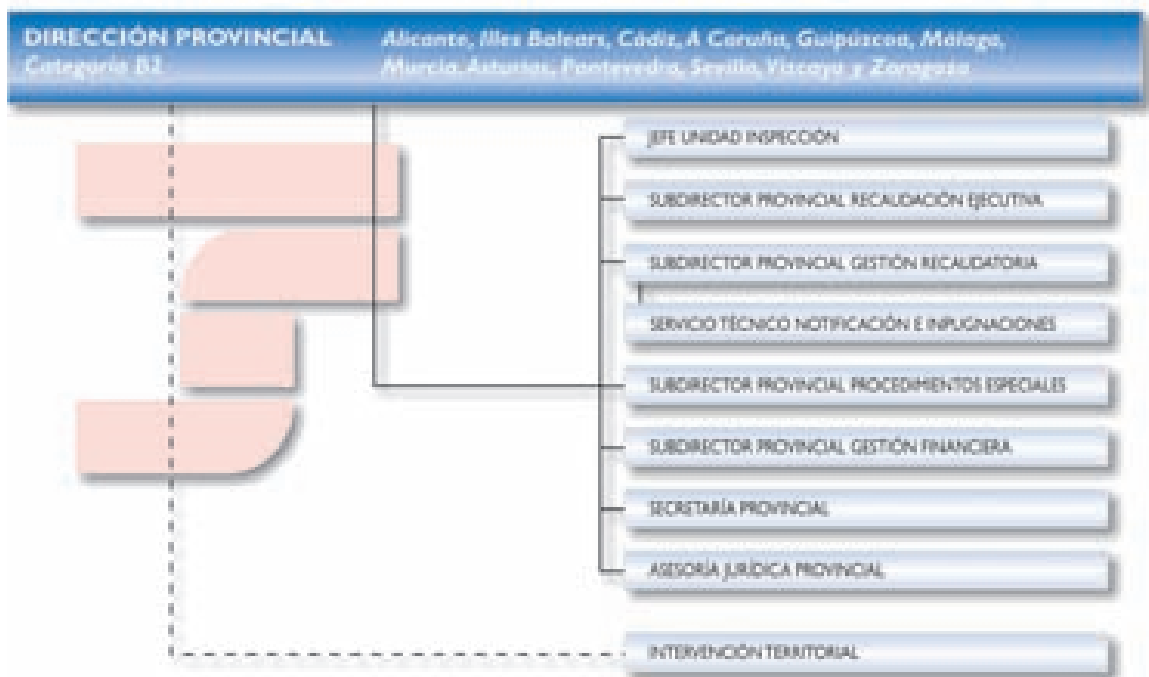 DIRECCIÓN PROVINCIAL
Categoría B2
Alicante, Illes Balears, Cádiz, A Coruña, Guipúzcoa, Málaga,
Murcia, Asturias, Pontevedra, Sevilla, Vizcaya y Zaragoza
JEFE UNIDAD INSPECCIÓN
SUBDIRECTOR PROVINCIAL RECAUDACIÓN EJECUTIVA
SUBDIRECTOR PROVINCIAL GESTIÓN RECAUDATORIA
SERVICIO TÉCNICO NOTIFICACIÓN E INPUGNACIONES
SUBDIRECTOR PROVINCIAL PROCEDIMIENTOS ESPECIALES
SUBDIRECTOR PROVINCIAL GESTIÓN FINANCIERA
SECRETARÍA PROVINCIAL
ASESORÍA JURÍDICA PROVINCIAL
INTERVENCIÓN TERRITORIAL